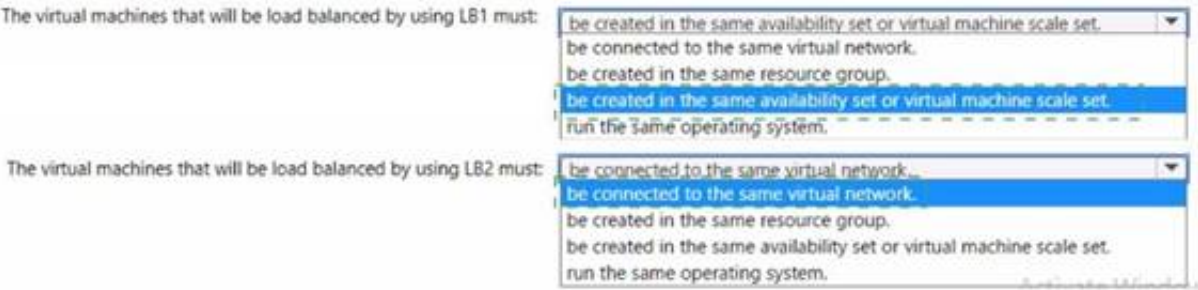 The virtual machines that will be load balanced by using LB1 must:
be created in the same availability set or virtual machine scale set.
be connected to the same virtual network.
be created in the same resource group.
be created in the same availability set or virtual machine scale set.
run the same operating system.
The virtual machines that will be load balanced by using LB2 must:
be connected to the same virtual network.
be connected to the same virtual network.
be created in the same resource group.
be created in the same availability set or virtual machine scale set.
run the same operating system.